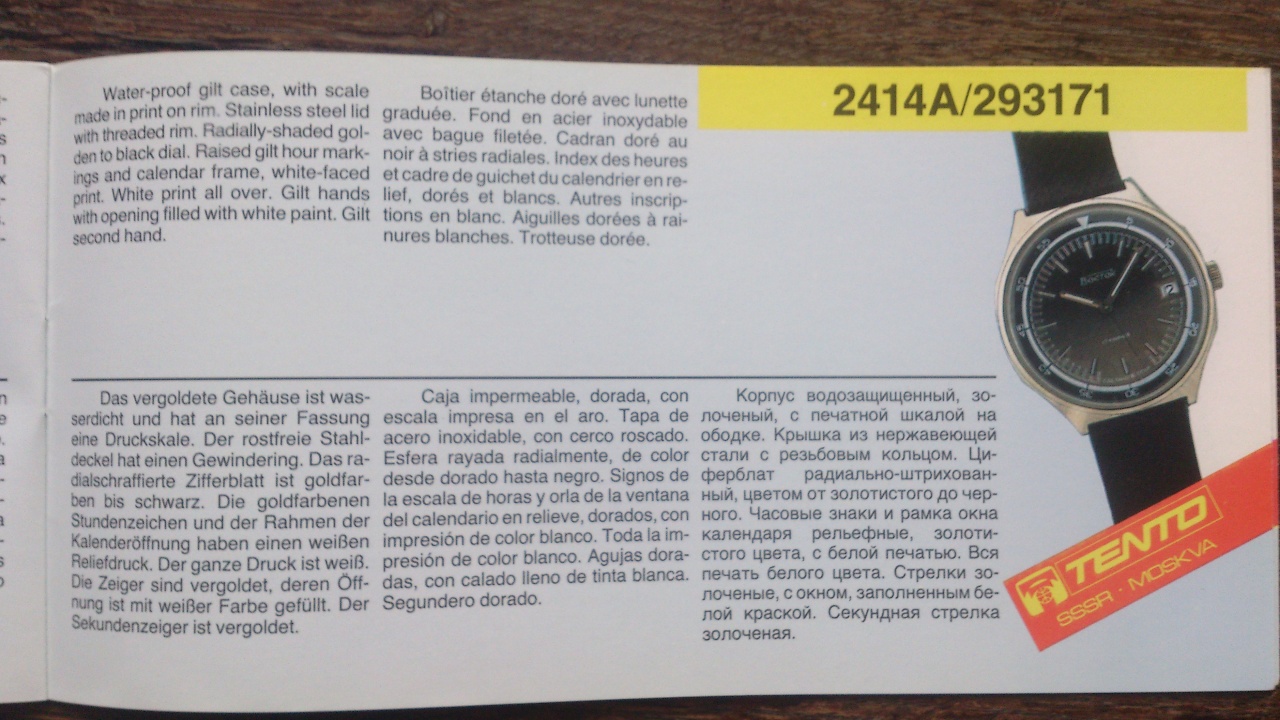 Water-proof gilt case, with scale
made in print on rim. Stainless steel lid
with threaded rim. Radially-shaded gol-
den to black dial. Raised gilt hour mark-
ings and calendar frame, white-faced
print. White print all over. Gilt hands
with opening filled with white paint. Gilt
second hand.
Boîtier étanche doré avec lunette
graduée. Fond en acier inoxydable
avec bague filetée. Cadran doré au
noir à stries radiales. Index des heures
et cadre de guichet du calendrier en re-
lief, dorés et blancs. Autres inscrip-
tions en blanc. Aiguilles dorées à rai-
nures blanches. Trotteuse dorée.
2414A/293171
Das vergoldete Gehäuse ist was-
serdicht und hat an seiner Fassung
eine Druckskale. Der rostfreie Stahl-
deckel hat einen Gewindering. Das ra-
dialschraffierte Zifferblatt ist goldfar-
ben bis schwarz. Die goldfarbenen
Stundenzeichen und der Rahmen der
Kalenderöffnung haben einen weißen
Reliefdruck. Der ganze Druck ist weiß.
Die Zeiger sind vergoldet, deren Öff-
nung ist mit weißer Farbe gefüllt. Der
Sekundenzeiger ist vergoldet.
Caja impermeable, dorada, con
escala impresa en el aro. Tapa de
acero inoxidable, con cerco roscado.
Esfera rayada radialmente, de color
desde dorado hasta negro. Signos de
la escala de horas y orla de la ventana
del calendario en relieve, dorados, con
impresión de color blanco. Toda la im-
presión de color blanco. Agujas dora-
das, con calado lleno de tinta blanca.
Segundero dorado.
Корпус водозащищенный, зо-
лоченый, с печатной шкалой на
ободке. Крышка из нержавеющей
стали с резьбовым кольцом. Ци-
ферблат радиально-штрихован-
ный, цветом от золотистого до чер-
ного. Часовые знаки и рамка окна
календаря рельефные, золоти-
стого цвета, с белой печатью. Вся
печать белого цвета. Стрелки зо-
лоченые, с окном, заполненным бе-
лой краской. Секундная стрелка
золоченая.
TENTO
SSSR · MOSKVA